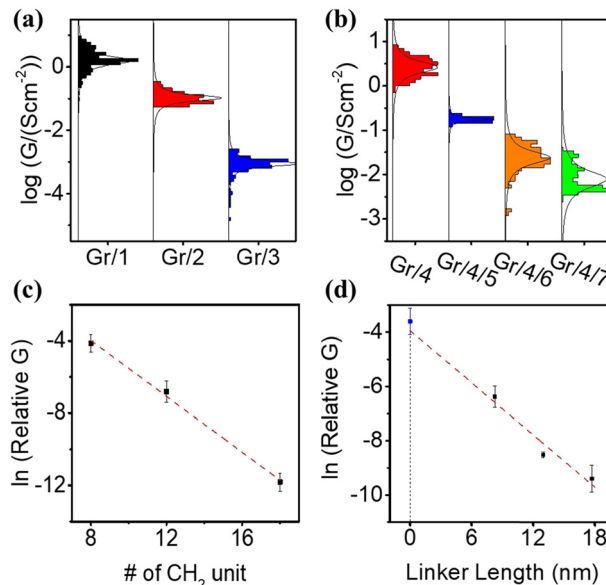 (a)
log (G/(Scm⁻²))
0
-2
-4
Gr/1
Gr/2
Gr/3
(b)
log (G/Scm⁻²)
1
0
-1
-2
-3
Gr/4
Gr/4/5
Gr/4/6
Gr/4/7
(c)
ln (Relative G)
-4
-8
-12
8
12
16
# of CH₂ unit
(d)
ln (Relative G)
-4
-6
-8
-10
0
6
12
18
Linker Length (nm)